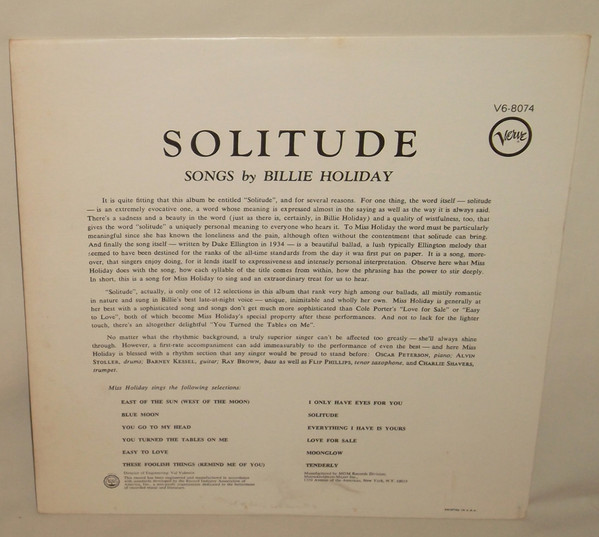 V6-8074
Verve
SOLITUDE
SONGS by BILLIE HOLIDAY
It is quite fitting that this album be entitled "Solitude", and for several reasons. For one thing, the word itself — solitude
— is an extremely evocative one, a word whose meaning is expressed almost in the saying as well as the way it is always said.
There's a sadness and a beauty in the word (just as there is, certainly, in Billie Holiday) and a quality of wistfulness, too, that
gives the word "solitude" a uniquely personal meaning to everyone who hears it. To Miss Holiday the word must be particularly
meaningful since she has known the loneliness and the pain, although often without the contentment that solitude can bring.
And finally the song itself — written by Duke Ellington in 1934 — is a beautiful ballad, a lush typically Ellington melody that
seemed to have been destined for the ranks of the all-time standards from the day it was first put on paper. It is a song, more-
over, that singers enjoy doing, for it lends itself to expressiveness and intensely personal interpretation. Observe here what Miss
Holiday does with the song, how each syllable of the title comes from within, how the phrasing has the power to stir deeply.
In short, this is a song for Miss Holiday to sing and an extraordinary treat for us to hear.
"Solitude", actually, is only one of 12 selections in this album that rank very high among our ballads, all mistily romantic
in nature and sung in Billie's best late-at-night voice — unique, inimitable and wholly her own. Miss Holiday is generally at
her best with a sophisticated song and songs don't get much more sophisticated than Cole Porter's "Love for Sale" or "Easy
to Love", both of which become Miss Holiday's special property after these performances. And not to lack for the lighter
touch, there's an altogether delightful "You Turned the Tables on Me".
No matter what the rhythmic background, a truly superior singer can't be affected too greatly — she'll always shine
through. However, a first-rate accompaniment can add immeasurably to the performance of even the best — and here Miss
Holiday is blessed with a rhythm section that any singer would be proud to stand before: OSCAR PETERSON, piano; ALVIN
STOLLER, drums; BARNEY KESSEL, guitar; RAY BROWN, bass as well as FLIP PHILLIPS, tenor saxophone, and CHARLIE SHAVERS,
trumpet.
Miss Holiday sings the following selections:
EAST OF THE SUN (WEST OF THE MOON)
BLUE MOON
YOU GO TO MY HEAD
YOU TURNED THE TABLES ON ME
EASY TO LOVE
THESE FOOLISH THINGS (REMIND ME OF YOU)
I ONLY HAVE EYES FOR YOU
SOLITUDE
EVERYTHING I HAVE IS YOURS
LOVE FOR SALE
MOONGLOW
TENDERLY
Director of Engineering: Val Valentin